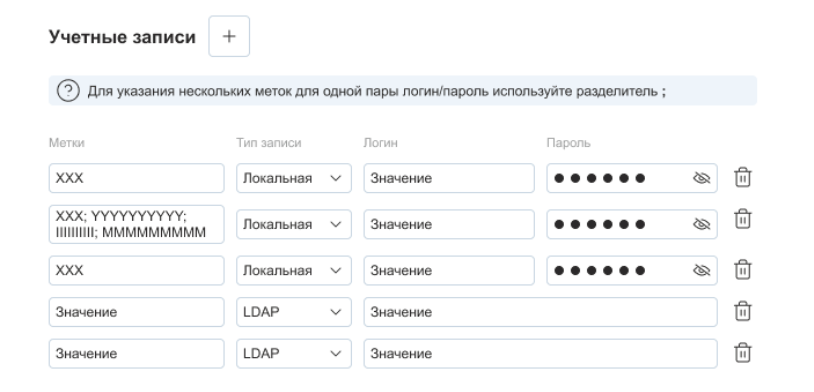 Учетные записи +
? Для указания нескольких меток для одной пары логин/пароль используйте разделитель ;
Метки Тип записи Логин Пароль
XXX Локальная Значение ●●●●●●
XXX; YYYYYYYYYY;
IIIIIIIIII; MMMMMMMMM Локальная Значение ●●●●●●
XXX Локальная Значение ●●●●●●
Значение LDAP Значение
Значение LDAP Значение